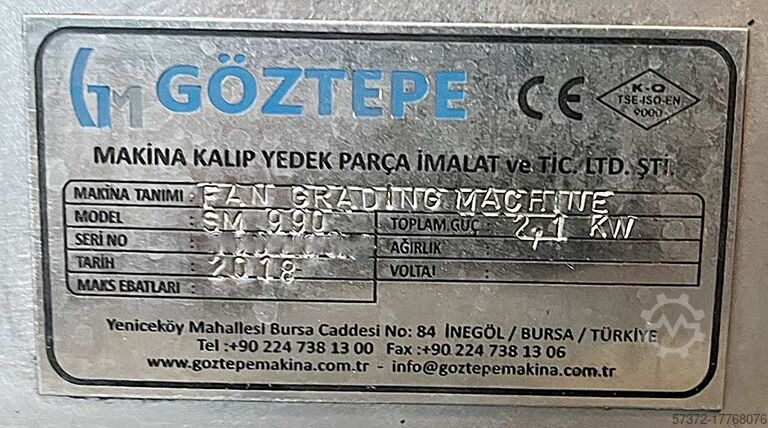 GM GÖZTEPE
CE
K-Q
TSE-ISO-EN
9000
MAKİNA KALIP YEDEK PARÇA İMALAT ve TİC. LTD. ŞTİ.
MAKİNA TANIMI : FAN GRADING MACHINE
MODEL : SM 990
TOPLAM GÜÇ : 2,1 KW
SERİ NO :
AĞIRLIK :
TARİH : 2018
VOLTAJ :
MAKS EBATLARI :
Yeniceköy Mahallesi Bursa Caddesi No: 84 İNEGÖL / BURSA / TÜRKİYE
Tel :+90 224 738 13 00 Fax :+90 224 738 13 06
www.goztepemakina.com.tr - info@goztepemakina.com.tr
57372-17768076